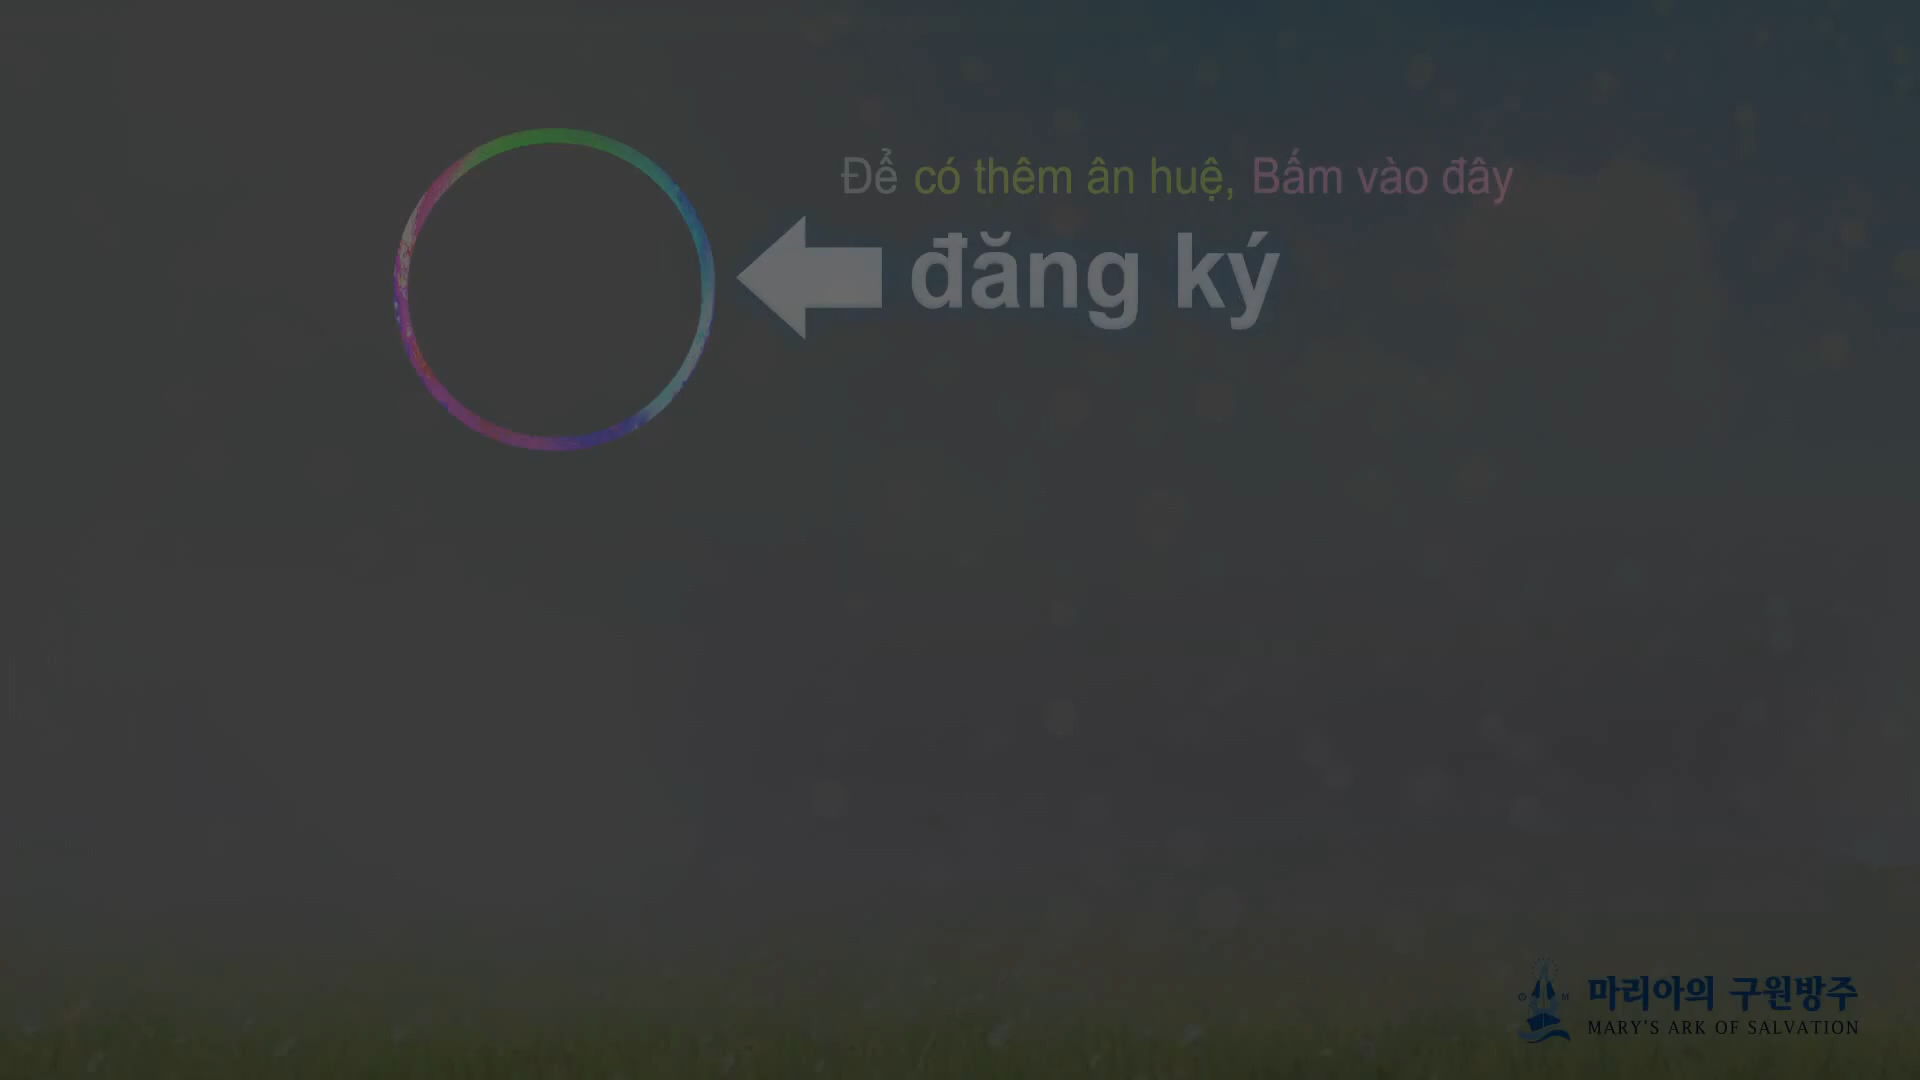 Để có thêm ân huệ, Bấm vào đây
đăng ký
마리아의 구원방주
MARY'S ARK OF SALVATION